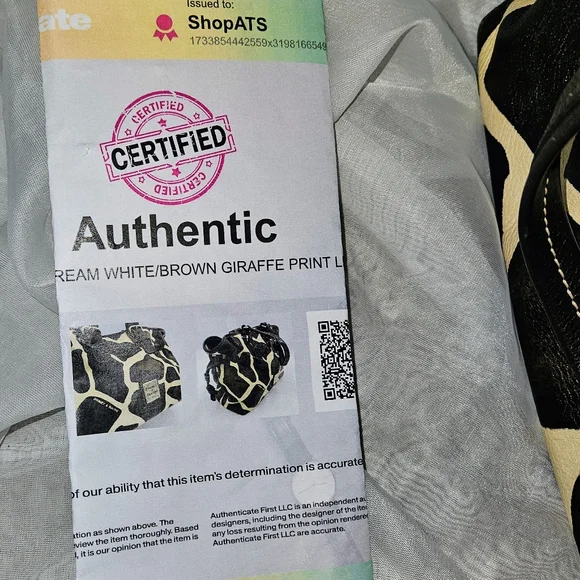 ate
Issued to:
ShopATS
1733854442559x3198166549
CERTIFIED
CERTIFIED
CERTIFIED
Authentic
REAM WHITE/BROWN GIRAFFE PRINT L
of our ability that this item's determination is accurate
ation as shown above. The
view the item thoroughly. Based
l, it is our opinion that the item is
Authenticate First LLC is an independent
designers, including the designer of the
any loss resulting from the opinion rendere
Authenticate First LLC are accurate.